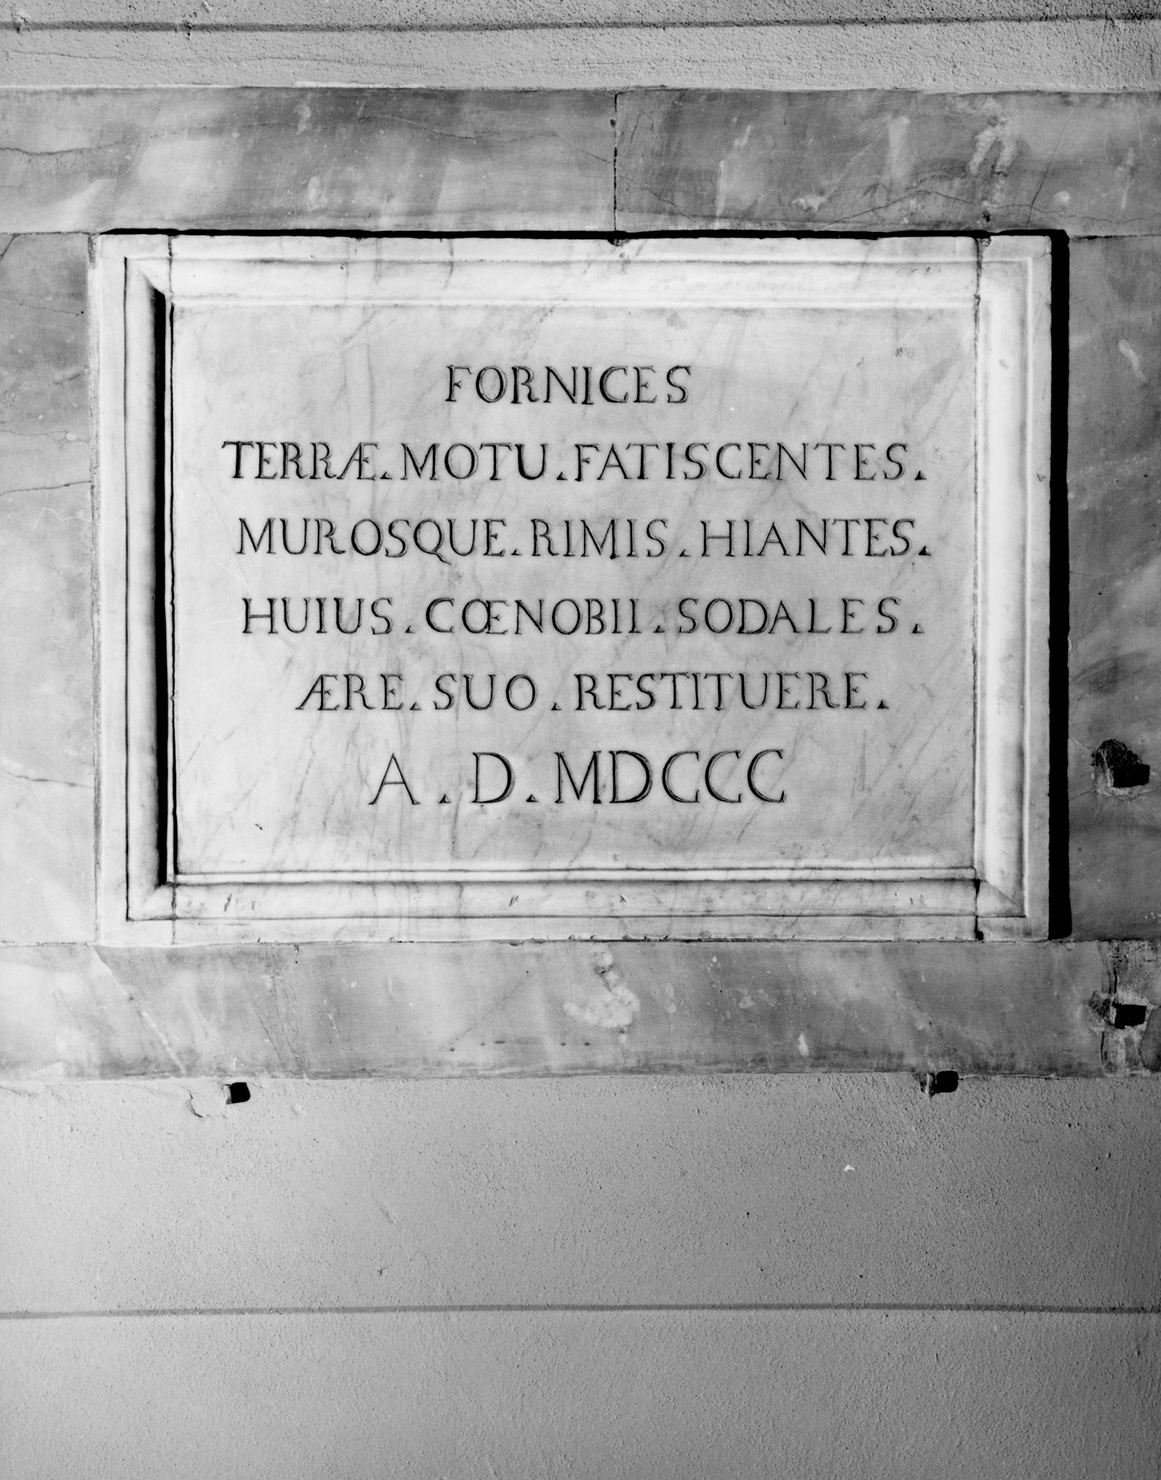 FORNICES
TERRÆ.MOTU.FATISCENTES.
MUROSQUE.RIMIS.HIANTES.
HUIUS.CŒNOBII.SODALES.
ÆRE.SUO.RESTITUERE.
A.D.MDCCC